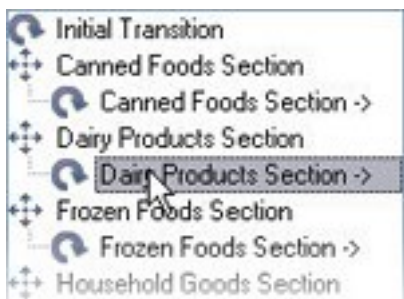 Initial Transition
Canned Foods Section
Canned Foods Section ->
Dairy Products Section
Dairy Products Section ->
Frozen Foods Section
Frozen Foods Section ->
Household Goods Section